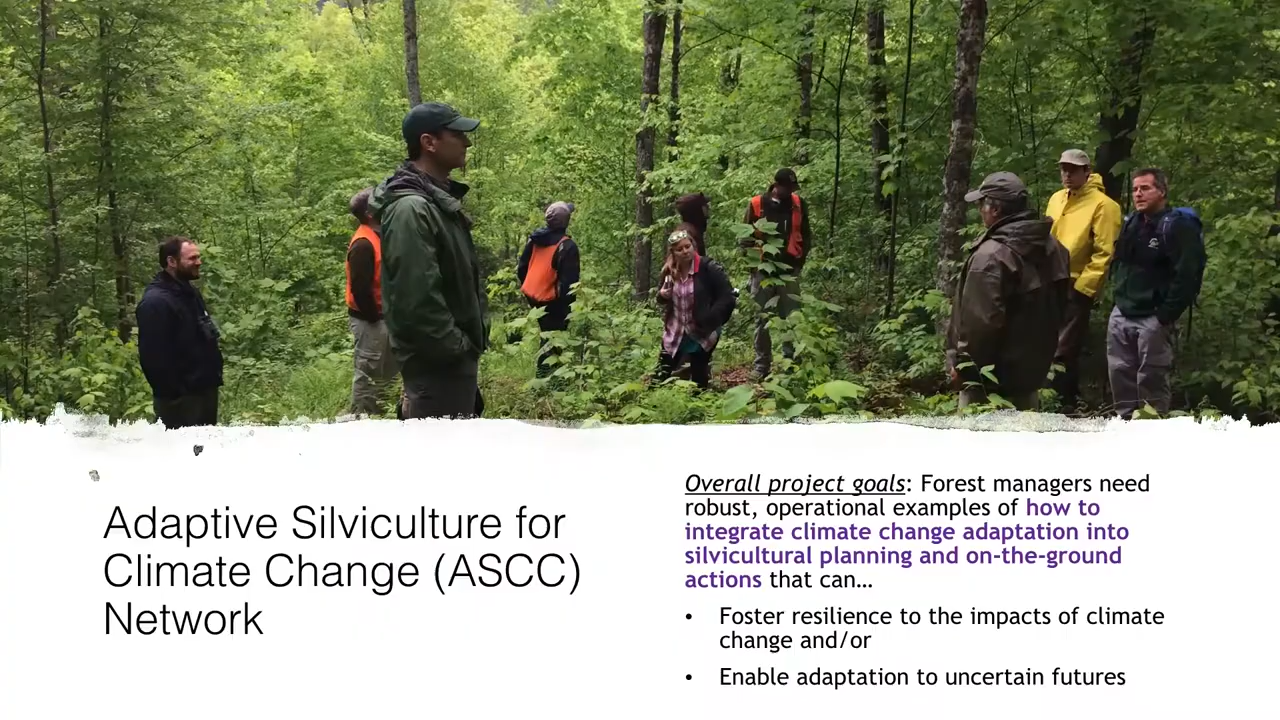 Adaptive Silviculture for
Climate Change (ASCC)
Network
Overall project goals: Forest managers need
robust, operational examples of how to
integrate climate change adaptation into
silvicultural planning and on-the-ground
actions that can…
• Foster resilience to the impacts of climate
change and/or
• Enable adaptation to uncertain futures